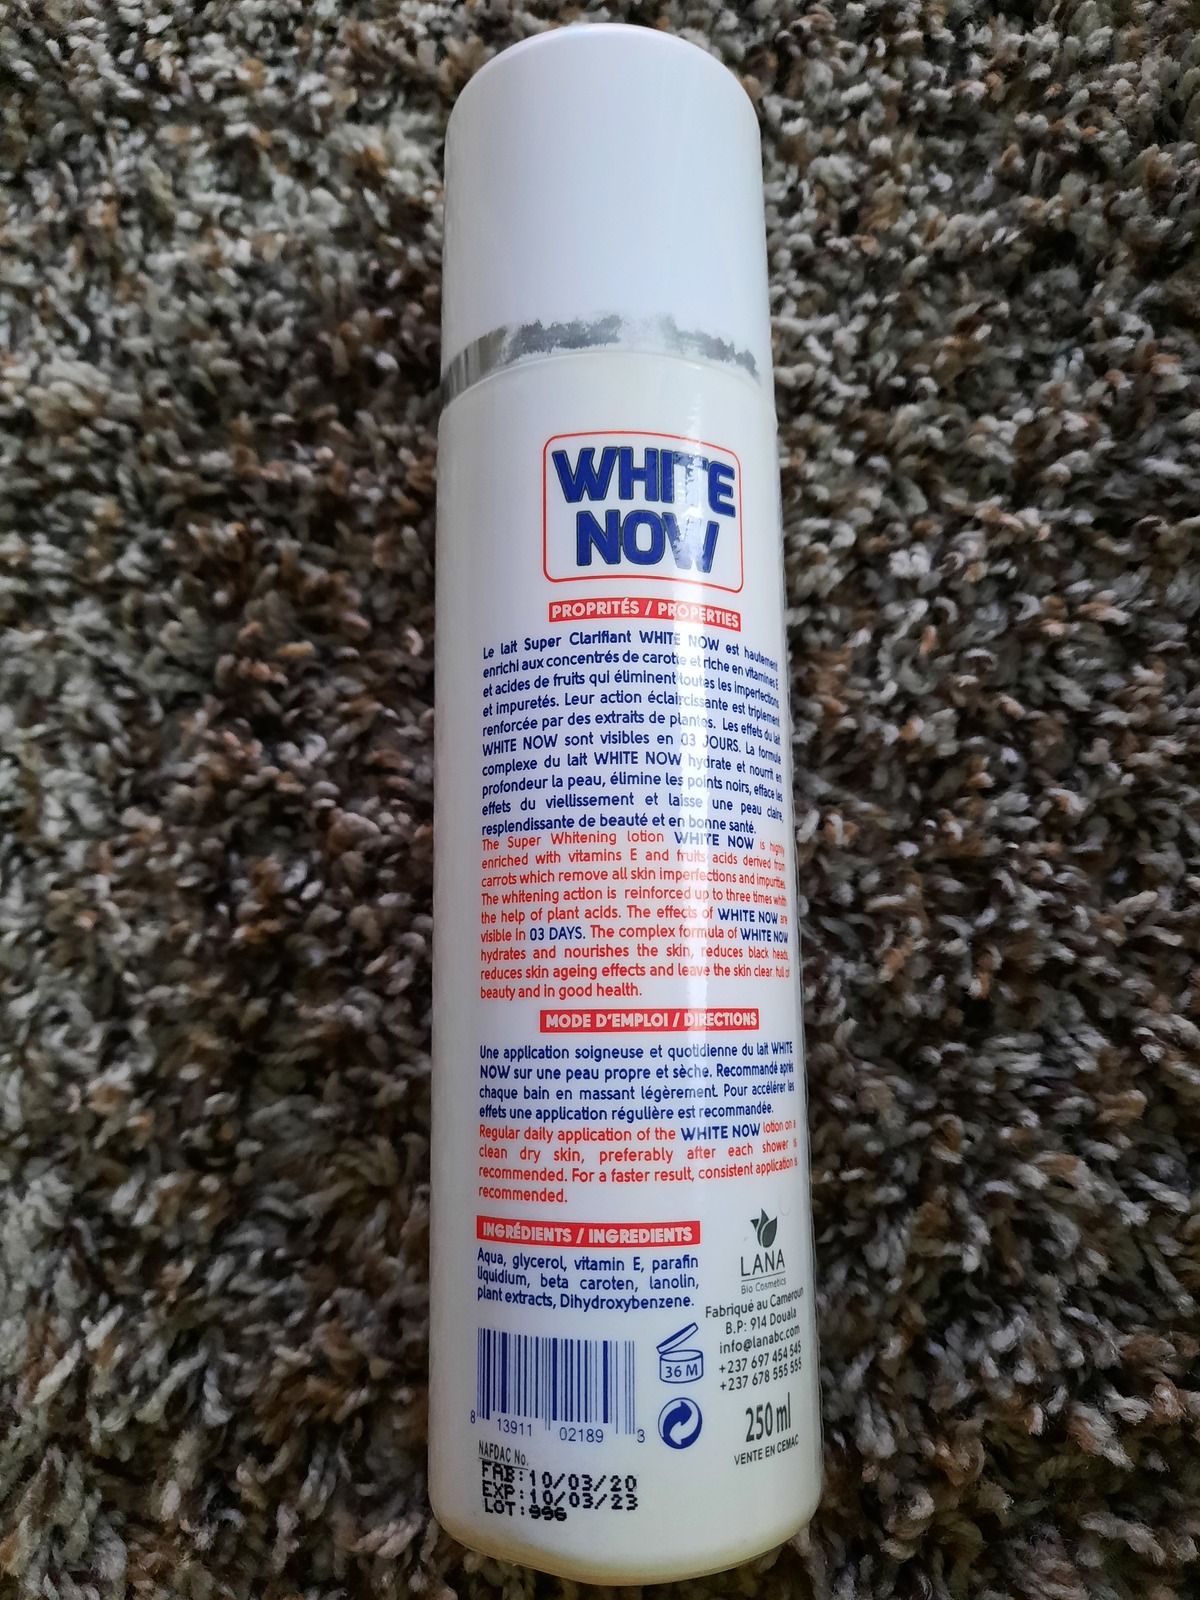 WHITE
NOW
PROPRITÉS / PROPERTIES
Le lait Super Clarifiant WHITE NOW est hautement
enrichi aux concentrés de carotte et riche en vitamines E
et acides de fruits qui éliminent toutes les imperfections
et impuretés. Leur action éclaircissante est triplement
renforcée par des extraits de plantes. Les effets du lait
WHITE NOW sont visibles en 03 JOURS. La formule
complexe du lait WHITE NOW hydrate et nourrit en
profondeur la peau, élimine les points noirs, efface les
effets du viellissement et laisse une peau claire,
resplendissante de beauté et en bonne santé.
The Super Whitening lotion WHITE NOW is highly
enriched with vitamins E and fruits acids derived from
carrots which remove all skin imperfections and impurities
The whitening action is reinforced up to three times whith
the help of plant acids. The effects of WHITE NOW are
visible in 03 DAYS. The complex formula of WHITE NOW
hydrates and nourishes the skin, reduces black heads,
reduces skin ageing effects and leave the skin clear, full of
beauty and in good health.
MODE D'EMPLOI / DIRECTIONS
Une application soigneuse et quotidienne du lait WHITE
NOW sur une peau propre et sèche. Recommandé après
chaque bain en massant légèrement. Pour accélérer les
effets une application régulière est recommandée.
Regular daily application of the WHITE NOW lotion on a
clean dry skin, preferably after each shower is
recommended. For a faster result, consistent application is
recommended.
INGRÉDIENTS / INGREDIENTS
Aqua, glycerol, vitamin E, parafin
liquidium, beta caroten, lanolin,
plant extracts, Dihydroxybenzene.
LANA
Bio Cosmetics
Fabriqué au Cameroun
B.P: 914 Douala
info@lanabc.com
+237 697 454 545
+237 678 555 555
36 M
250 ml
VENTE EN CEMAC
8 13911 02189 3
NAFDAC No.
FAB:10/03/20
EXP:10/03/23
LOT:996